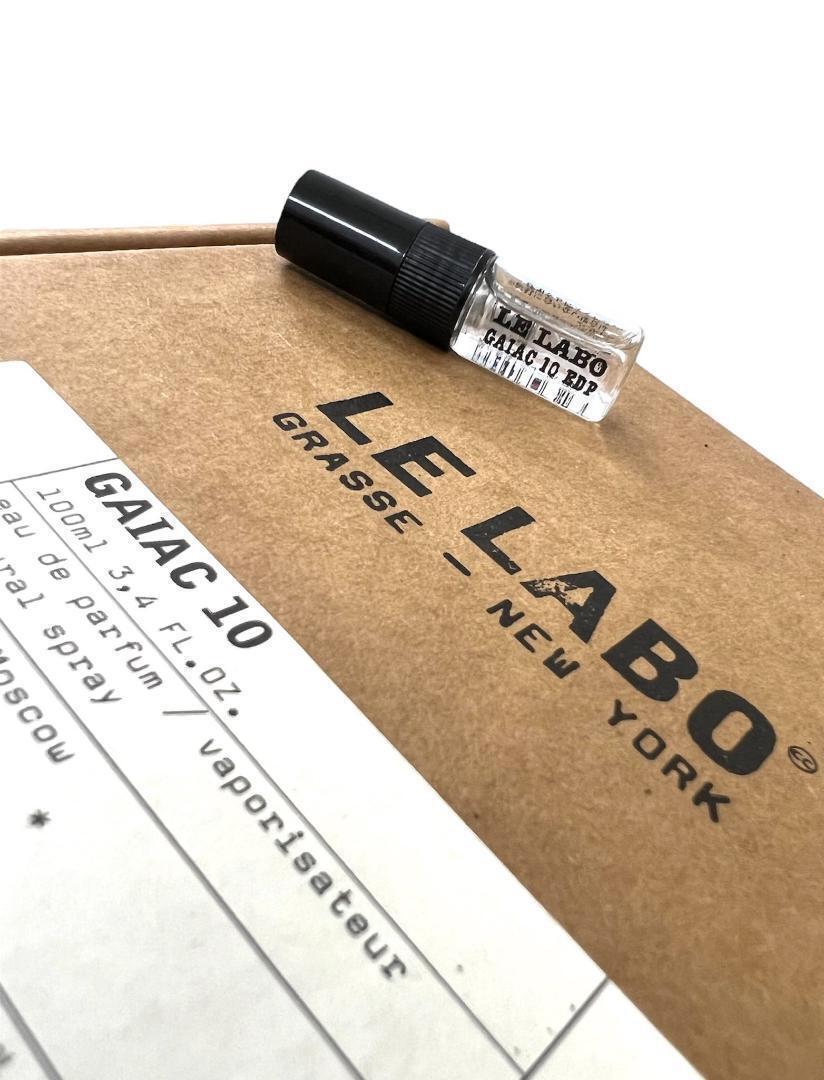 LE LABO
GAIAC 10 EDP
LE LABO
GRASSE — NEW YORK
GAIAC 10
100ml 3,4 FL.OZ.
eau de parfum / vaporisateur
spray
Moscow
*